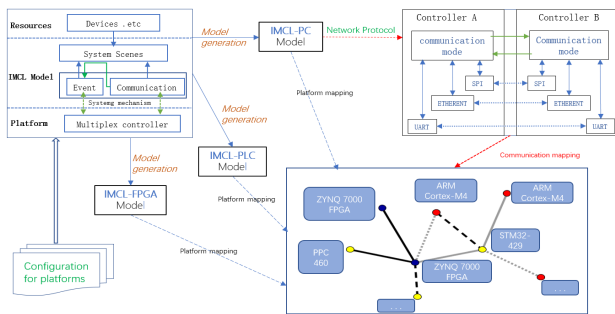 Resources
Devices .etc
System Scenes
IMCL Model
Event
Communication
Systemg mechanism
Platform
Multiplex controller
Model
generation
IMCL-PC
Model
Network Protocol
Model
generation
IMCL-PLC
Model
Model
generation
IMCL-FPGA
Model
Platform mapping
Platform mapping
Platform mapping
Configuration
for platforms
Controller A
Controller B
communication
mode
Communication
mode
SPI
SPI
ETHERENT
ETHERENT
UART
UART
Communication mapping
ZYNQ 7000
FPGA
ARM
Cortex-M4
ARM
Cortex-M4
PPC
460
STM32-
429
ZYNQ 7000
FPGA
...
...